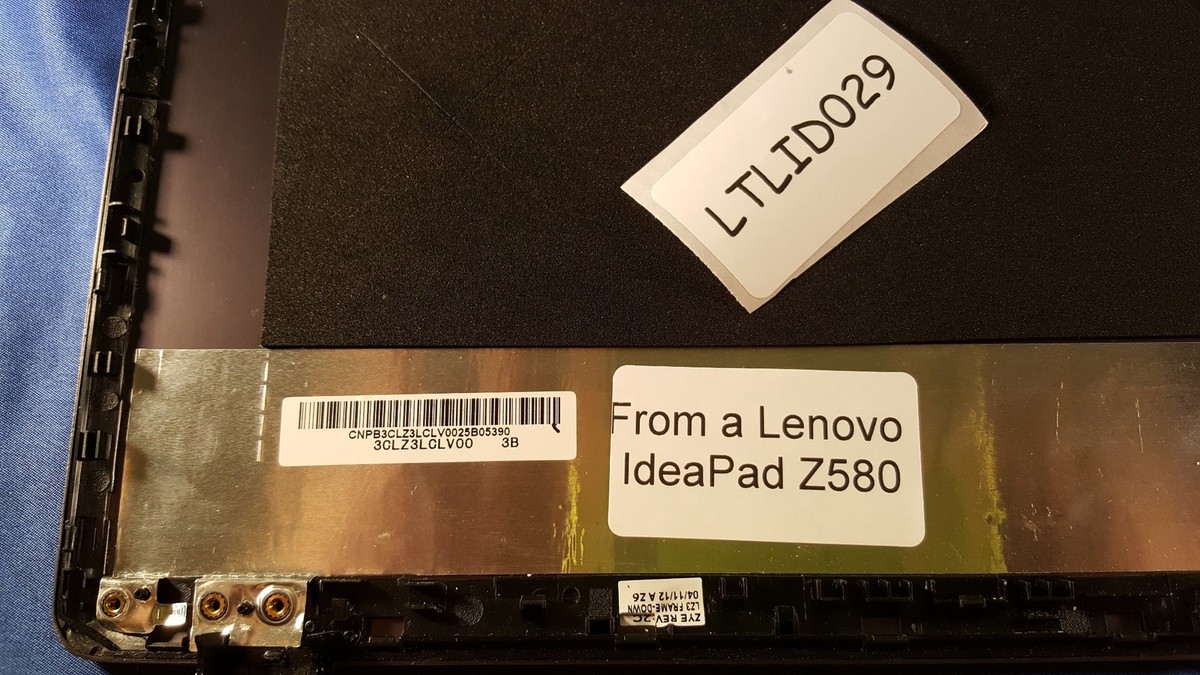 LTLID029
CNPB3CLZ3LCLV0025B05390
3CLZ3LCLV00 3B
From a Lenovo
IdeaPad Z580
ZYE REV:2C
LZ3 FRAME-DOWN
04/11/12 A Z6